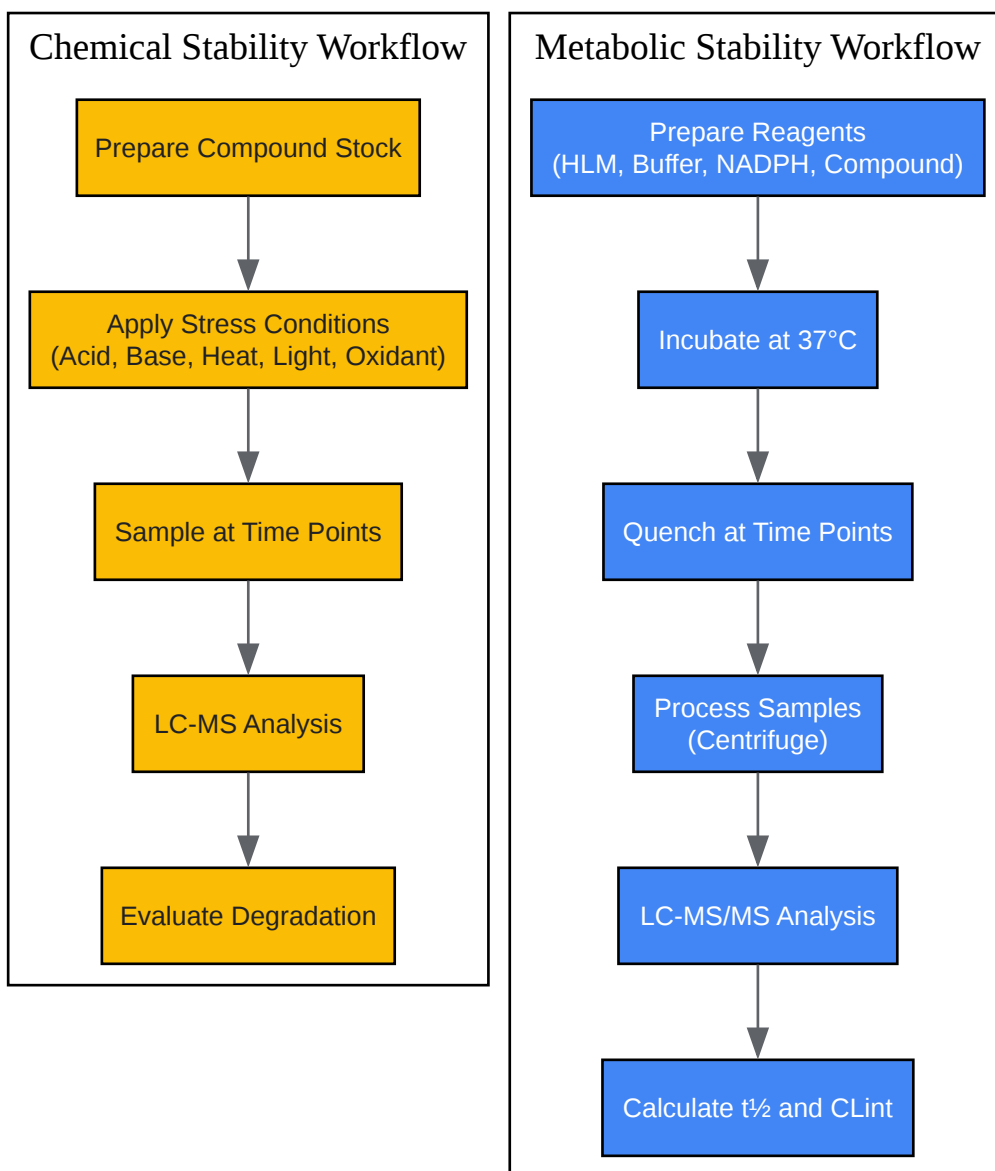 Chemical Stability Workflow
Prepare Compound Stock
Apply Stress Conditions
(Acid, Base, Heat, Light, Oxidant)
Sample at Time Points
LC-MS Analysis
Evaluate Degradation
Metabolic Stability Workflow
Prepare Reagents
(HLM, Buffer, NADPH, Compound)
Incubate at 37°C
Quench at Time Points
Process Samples
(Centrifuge)
LC-MS/MS Analysis
Calculate t½ and CLint